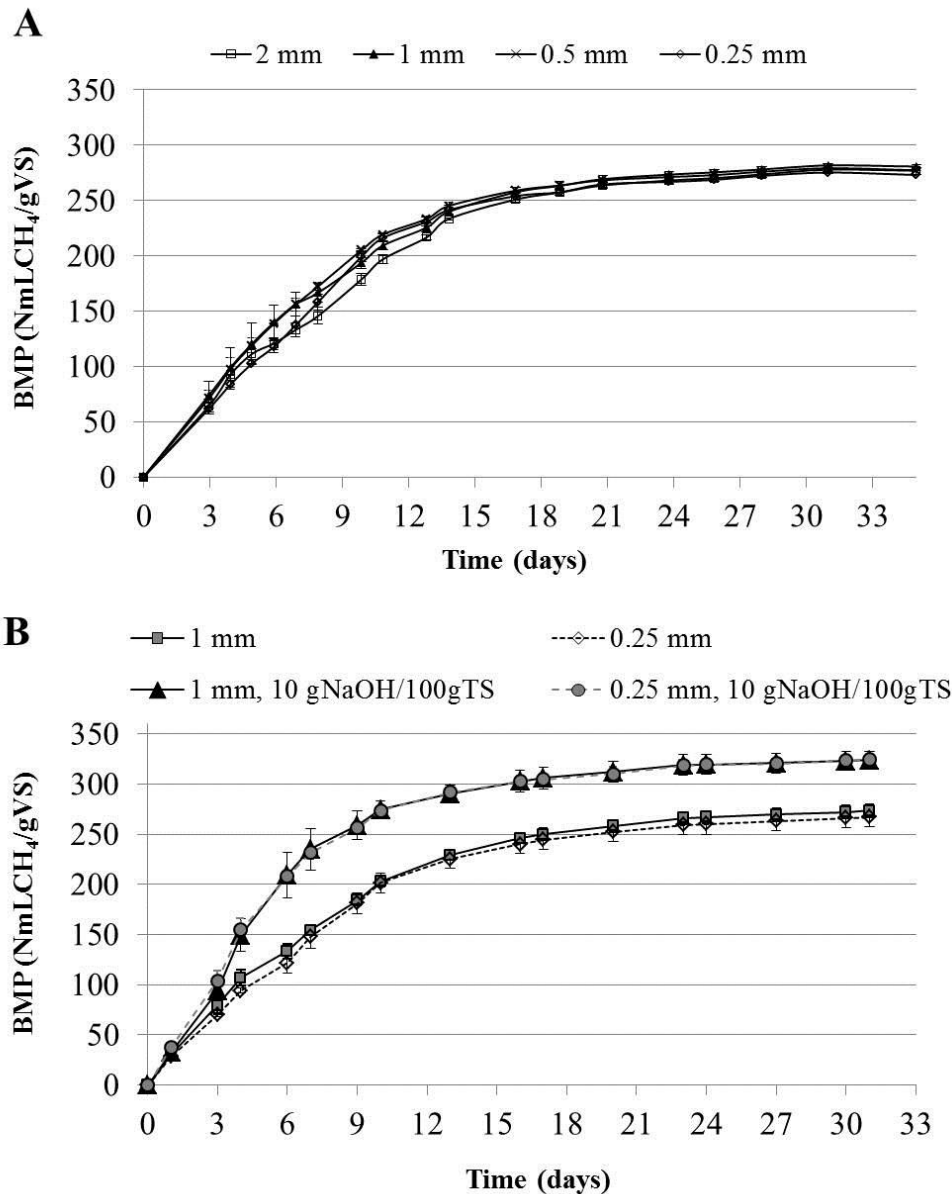 A
2 mm 1 mm 0.5 mm 0.25 mm
350
300
250
200
150
100
50
0
BMP (NmLCH₄/gVS)
0 3 6 9 12 15 18 21 24 27 30 33
Time (days)
B
1 mm 0.25 mm
1 mm, 10 gNaOH/100gTS 0.25 mm, 10 gNaOH/100gTS
350
300
250
200
150
100
50
0
BMP (NmLCH₄/gVS)
0 3 6 9 12 15 18 21 24 27 30 33
Time (days)